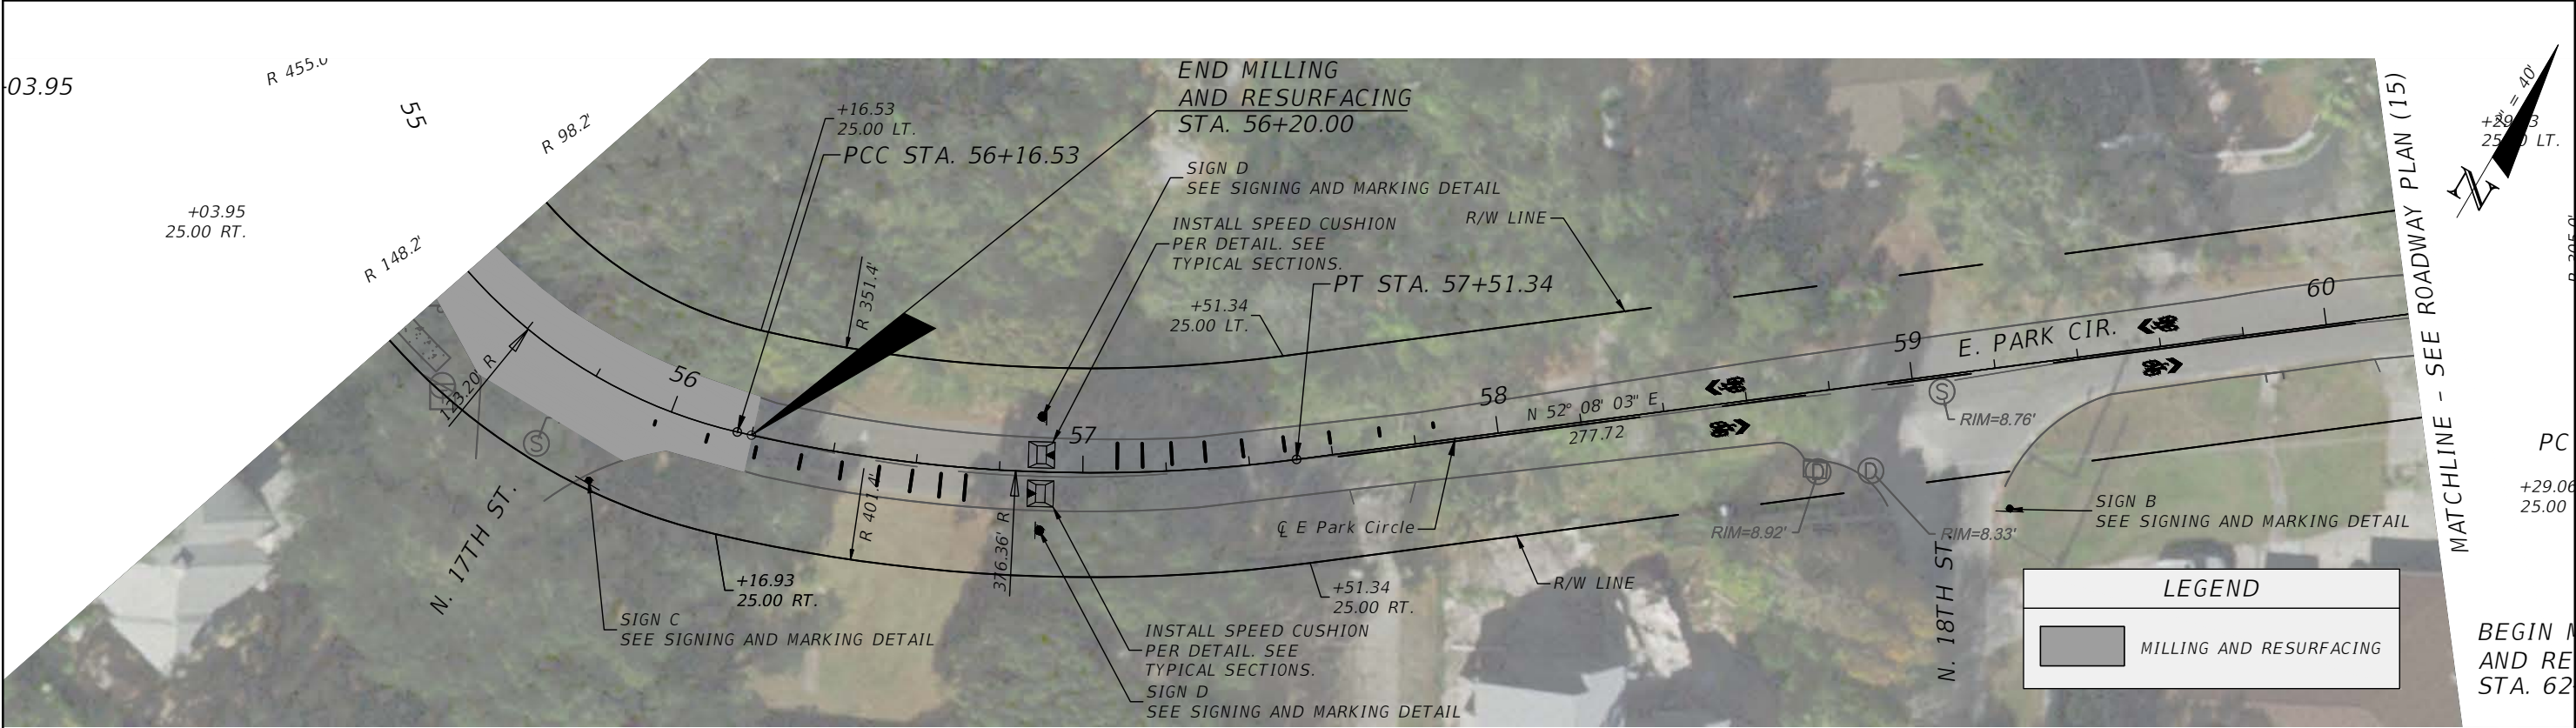 03.95
R 455.0
55
R 98.2'
+03.95
25.00 RT.
R 148.2'
+16.53
25.00 LT.
PCC STA. 56+16.53
END MILLING
AND RESURFACING
STA. 56+20.00
SIGN D
SEE SIGNING AND MARKING DETAIL
INSTALL SPEED CUSHION
PER DETAIL. SEE
TYPICAL SECTIONS.
R/W LINE
PT STA. 57+51.34
+51.34
25.00 LT.
R 351.4'
123.20' R
56
57
58
59
60
S
N 52° 08' 03" E
277.72
E. PARK CIR.
S
RIM=8.76'
D
D
RIM=8.92'
RIM=8.33'
℄ E Park Circle
R 401.4'
376.36' R
N. 17TH ST.
SIGN C
SEE SIGNING AND MARKING DETAIL
+16.93
25.00 RT.
+51.34
25.00 RT.
R/W LINE
INSTALL SPEED CUSHION
PER DETAIL. SEE
TYPICAL SECTIONS.
SIGN D
SEE SIGNING AND MARKING DETAIL
N. 18TH ST.
SIGN B
SEE SIGNING AND MARKING DETAIL
LEGEND
MILLING AND RESURFACING
MATCHLINE - SEE ROADWAY PLAN (15)
= 40'
N
25. LT.
PC
+29.06
25.00
BEGIN
AND RE
STA. 62